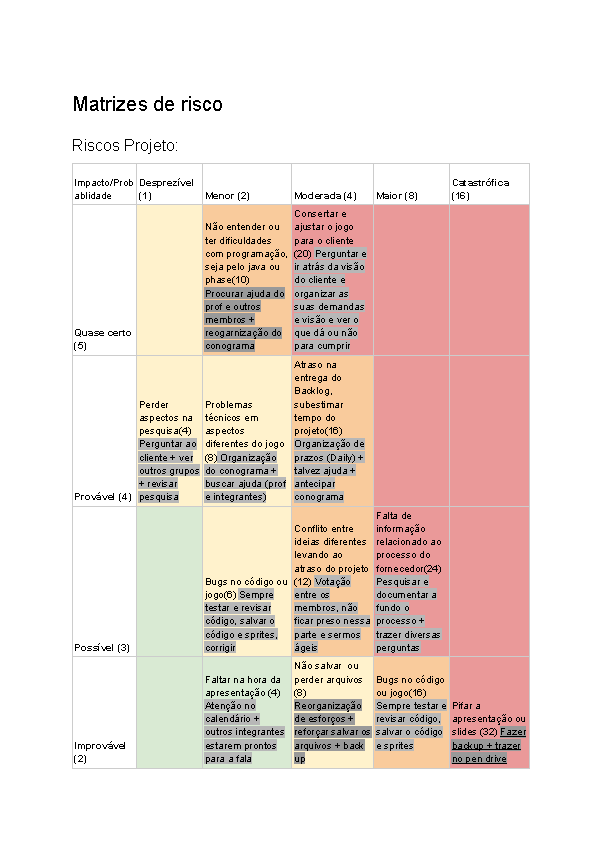 Matrizes de risco
Riscos Projeto:
Impacto/Prob
ablidade
Desprezível
(1)
Menor (2)
Moderada (4)
Maior (8)
Catastrófica
(16)
Quase certo
(5)
Não entender ou
ter dificuldades
com programação,
seja pelo java ou
phase(10)
Procurar ajuda do
prof e outros
membros +
reogarnização do
conograma
Consertar e
ajustar o jogo
para o cliente
(20) Perguntar e
ir atrás da visão
do cliente e
organizar as
suas demandas
e visão e ver o
que dá ou não
para cumprir
Provável (4)
Perder
aspectos na
pesquisa(4)
Perguntar ao
cliente + ver
outros grupos
+ revisar
pesquisa
Problemas
técnicos em
aspectos
diferentes do jogo
(8) Organização
do conograma +
buscar ajuda (prof
e integrantes)
Atraso na
entrega do
Backlog,
subestimar
tempo do
projeto(16)
Organização de
prazos (Daily) +
talvez ajuda +
antecipar
conograma
Possível (3)
Bugs no código ou
jogo(6) Sempre
testar e revisar
código, salvar o
código e sprites,
corrigir
Conflito entre
ideias diferentes
levando ao
atraso do projeto
(12) Votação
entre os
membros, não
ficar preso nessa
parte e sermos
ágeis
Falta de
informação
relacionado ao
processo do
fornecedor(24)
Pesquisar e
documentar a
fundo o
processo +
trazer diversas
perguntas
Improvável
(2)
Faltar na hora da
apresentação (4)
Atenção no
calendário +
outros integrantes
estarem prontos
para a fala
Não salvar ou
perder arquivos
(8)
Reorganização
de esforços +
reforçar salvar os
arquivos + back
up
Bugs no código
ou jogo(16)
Sempre testar e
revisar código,
salvar o código
e sprites
Pifar a
apresentação ou
slides (32) Fazer
backup + trazer
no pen drive